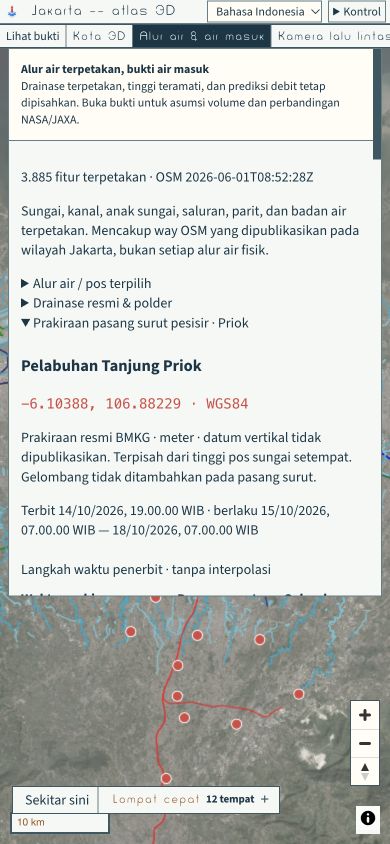 Jakarta -- atlas 3D
Bahasa Indonesia
▶ Kontrol
Lihat bukti
Kota 3D
Alur air & air masuk
Kamera lalu lintas
Alur air terpetakan, bukti air masuk
Drainase terpetakan, tinggi teramati, dan prediksi debit tetap
dipisahkan. Buka bukti untuk asumsi volume dan perbandingan
NASA/JAXA.
3.885 fitur terpetakan · OSM 2026-06-01T08:52:28Z
Sungai, kanal, anak sungai, saluran, parit, dan badan air
terpetakan. Mencakup way OSM yang dipublikasikan pada
wilayah Jakarta, bukan setiap alur air fisik.
▶ Alur air / pos terpilih
▶ Drainase resmi & polder
▼ Prakiraan pasang surut pesisir · Priok
Pelabuhan Tanjung Priok
−6.10388, 106.88229 · WGS84
Prakiraan resmi BMKG · meter · datum vertikal tidak
dipublikasikan. Terpisah dari tinggi pos sungai setempat.
Gelombang tidak ditambahkan pada pasang surut.
Terbit 14/10/2026, 19.00.00 WIB · berlaku 15/10/2026,
07.00.00 WIB — 18/10/2026, 07.00.00 WIB
Langkah waktu penerbit · tanpa interpolasi
Sekitar sini
Lompat cepat 12 tempat +
10 km